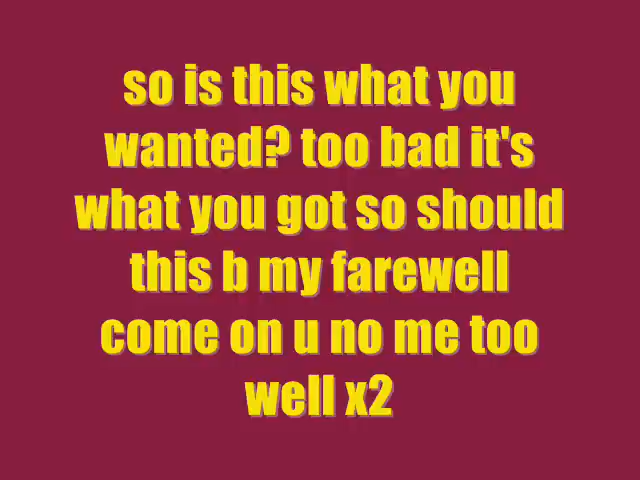 so is this what you
wanted? too bad it's
what you got so should
this b my farewell
come on u no me too
well x2